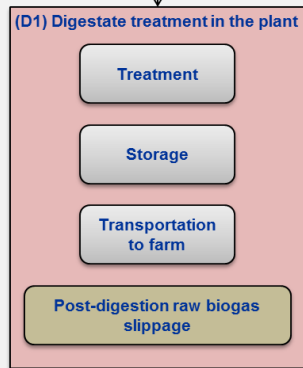 (D1) Digestate treatment in the plant
Treatment
Storage
Transportation
to farm
Post-digestion raw biogas
slippage